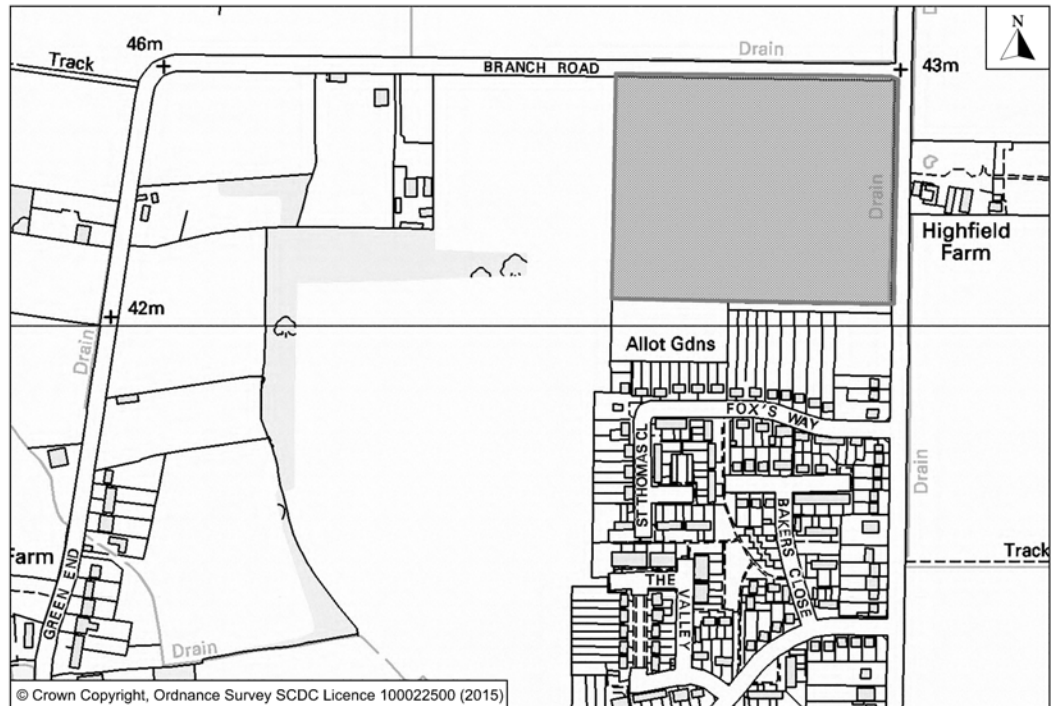 N
46m
Track
Drain
BRANCH ROAD
43m
Drain
Highfield
Farm
42m
Drain
Allot Gdns
FOX'S WAY
ST THOMAS CL
Drain
BAKERS CLOSE
Track
Farm
THE VALLEY
GREEN END
Drain
© Crown Copyright, Ordnance Survey SCDC Licence 100022500 (2015)